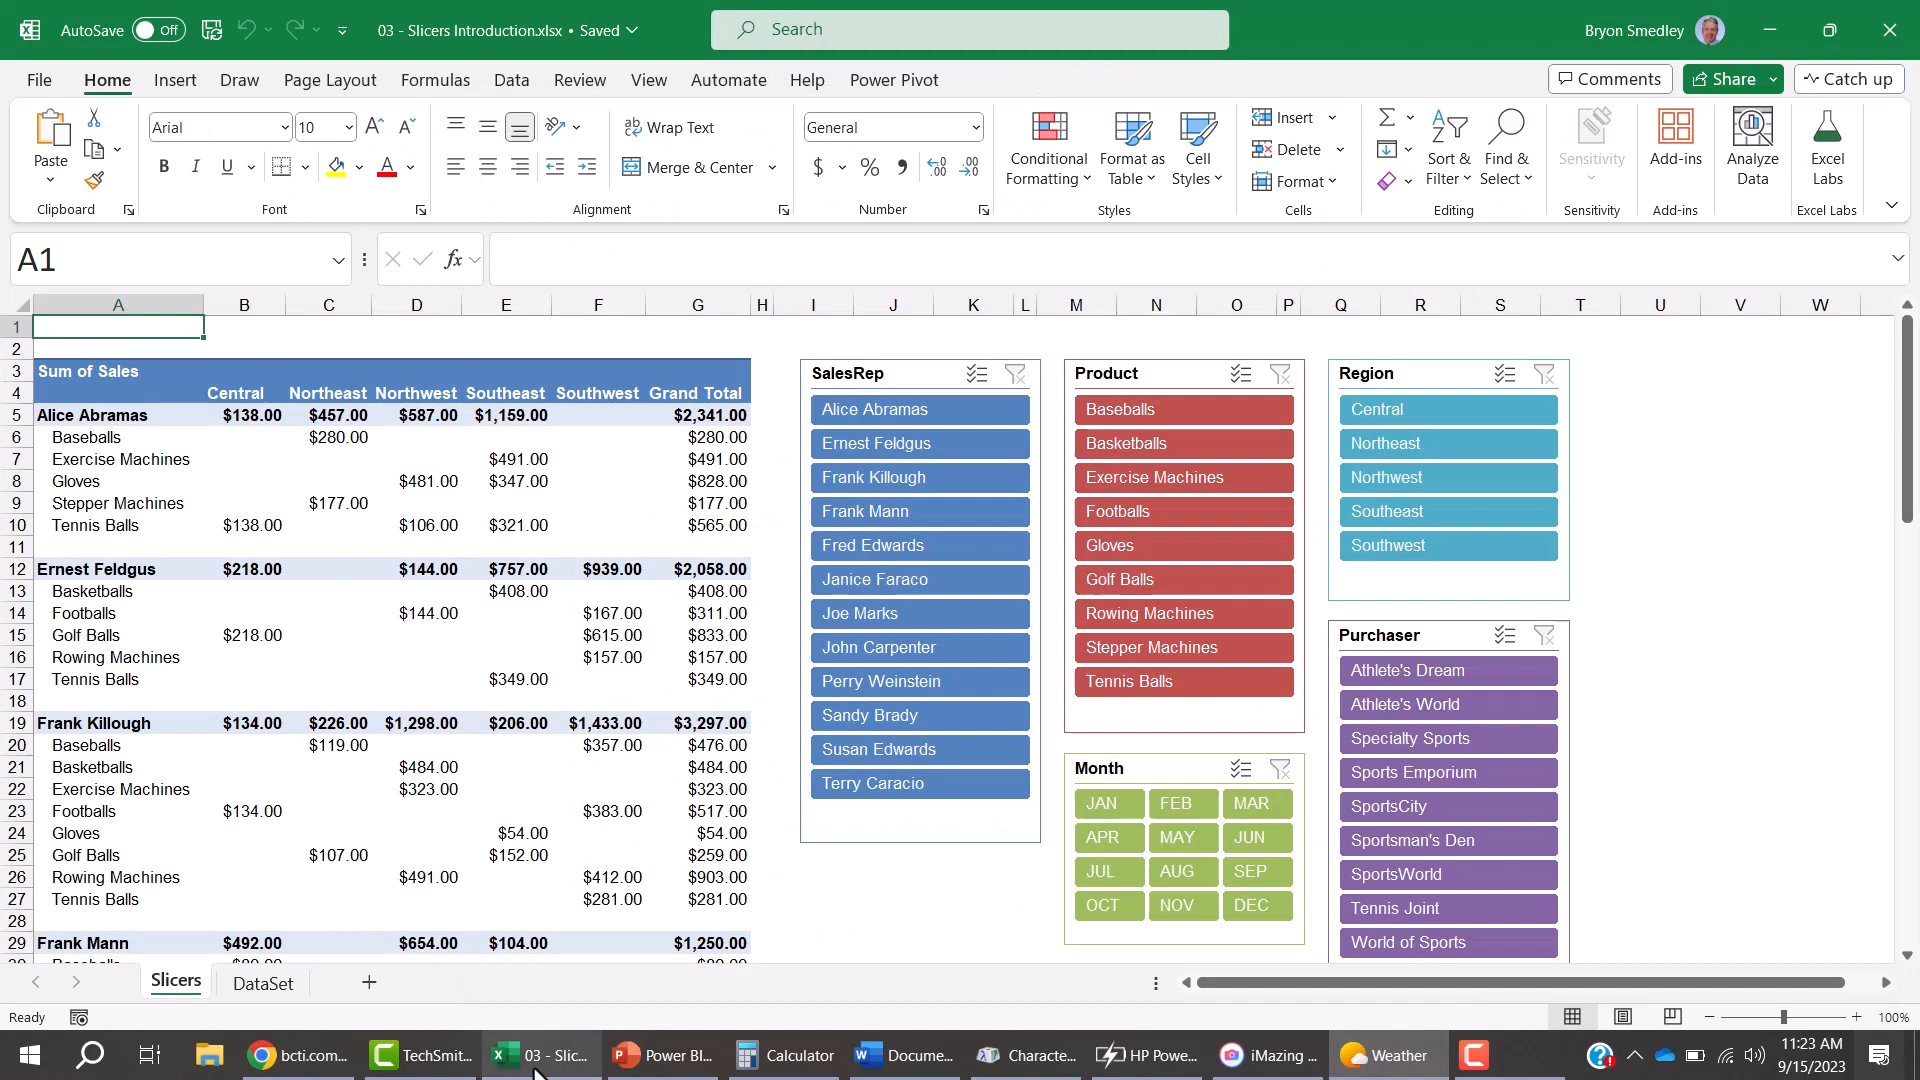 AutoSave Off 03 - Slicers Introduction.xlsx • Saved Search Bryon Smedley
File Home Insert Draw Page Layout Formulas Data Review View Automate Help Power Pivot Comments Share Catch up
Paste
Arial 10
B I U A
Wrap Text
Merge & Center
General
$ % ,
Conditional Formatting
Format as Table
Cell Styles
Insert
Delete
Format
Sort & Filter
Find & Select
Sensitivity
Add-ins
Analyze Data
Excel Labs
Clipboard Font Alignment Number Styles Cells Editing Sensitivity Add-ins Excel Labs
A1 fx
A B C D E F G H I J K L M N O P Q R S T U V W
1
2
3 Sum of Sales
4 Central Northeast Northwest Southeast Southwest Grand Total
5 Alice Abramas $138.00 $457.00 $587.00 $1,159.00 $2,341.00
6 Baseballs $280.00 $280.00
7 Exercise Machines $491.00 $491.00
8 Gloves $481.00 $347.00 $828.00
9 Stepper Machines $177.00 $177.00
10 Tennis Balls $138.00 $106.00 $321.00 $565.00
11
12 Ernest Feldgus $218.00 $144.00 $757.00 $939.00 $2,058.00
13 Basketballs $408.00 $408.00
14 Footballs $144.00 $167.00 $311.00
15 Golf Balls $218.00 $615.00 $833.00
16 Rowing Machines $157.00 $157.00
17 Tennis Balls $349.00 $349.00
18
19 Frank Killough $134.00 $226.00 $1,298.00 $206.00 $1,433.00 $3,297.00
20 Baseballs $119.00 $357.00 $476.00
21 Basketballs $484.00 $484.00
22 Exercise Machines $323.00 $323.00
23 Footballs $134.00 $383.00 $517.00
24 Gloves $54.00 $54.00
25 Golf Balls $107.00 $152.00 $259.00
26 Rowing Machines $491.00 $412.00 $903.00
27 Tennis Balls $281.00 $281.00
28
29 Frank Mann $492.00 $654.00 $104.00 $1,250.00
SalesRep
Alice Abramas
Ernest Feldgus
Frank Killough
Frank Mann
Fred Edwards
Janice Faraco
Joe Marks
John Carpenter
Perry Weinstein
Sandy Brady
Susan Edwards
Terry Caracio
Product
Baseballs
Basketballs
Exercise Machines
Footballs
Gloves
Golf Balls
Rowing Machines
Stepper Machines
Tennis Balls
Month
JAN FEB MAR
APR MAY JUN
JUL AUG SEP
OCT NOV DEC
Region
Central
Northeast
Northwest
Southeast
Southwest
Purchaser
Athlete's Dream
Athlete's World
Specialty Sports
Sports Emporium
SportsCity
Sportsman's Den
SportsWorld
Tennis Joint
World of Sports
Slicers DataSet
Ready 100%
bcti.com... TechSmit... 03 - Slic... Power Bl... Calculator Docume... Characte... HP Powe... iMazing ... Weather
11:23 AM
9/15/2023